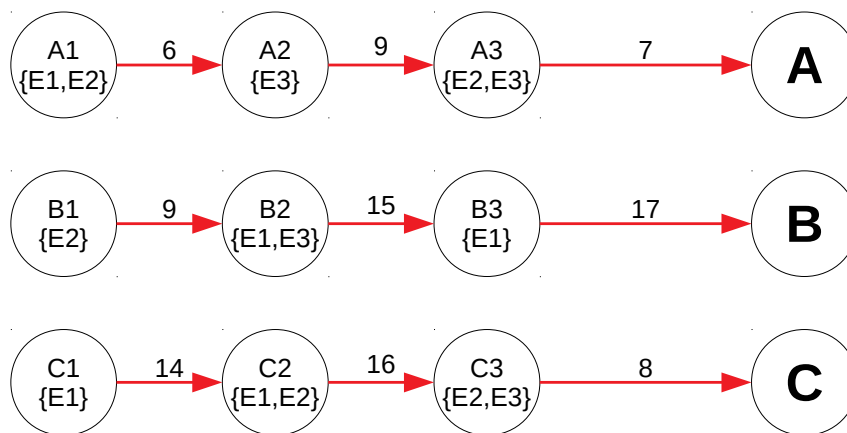 A1 6 A2 9 A3 7 A
{E1,E2} {E3} {E2,E3}
B1 9 B2 15 B3 17 B
{E2} {E1,E3} {E1}
C1 14 C2 16 C3 8 C
{E1} {E1,E2} {E2,E3}